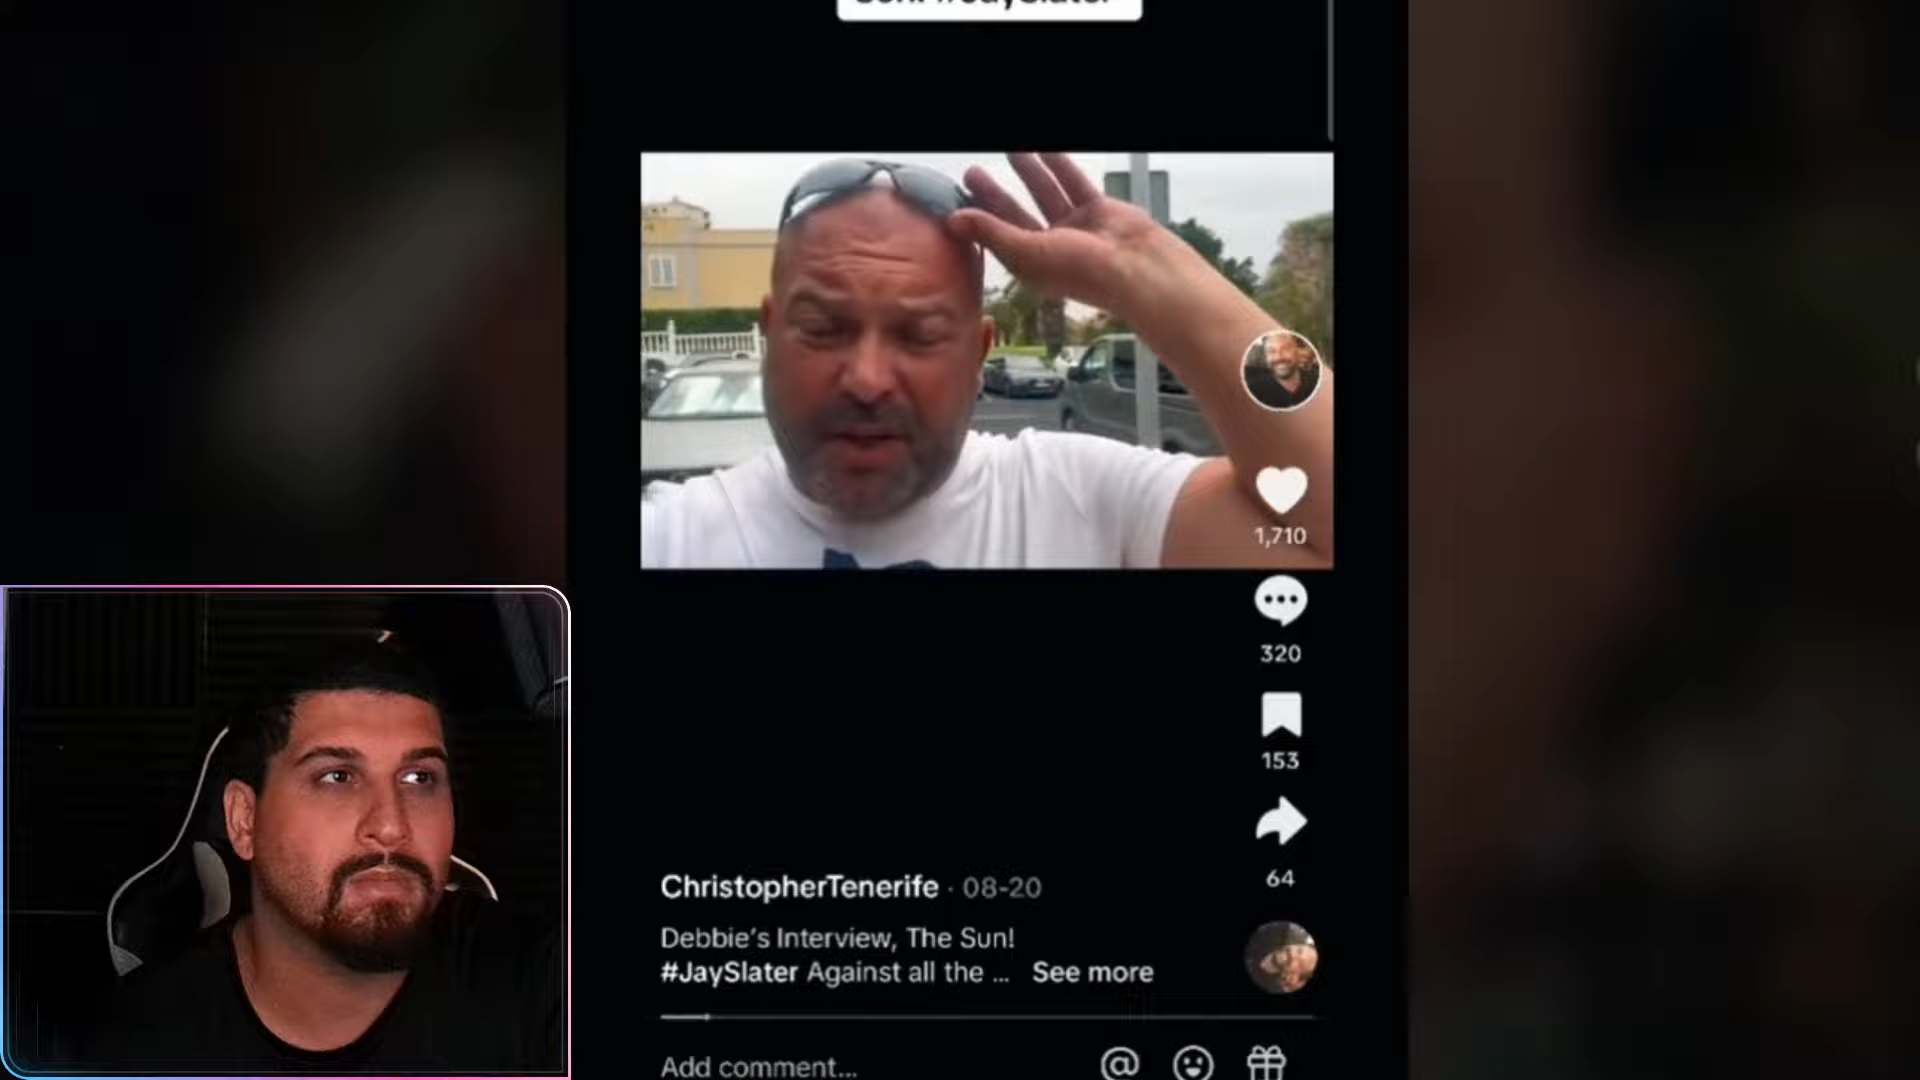 #JaySlater
1,710
320
153
64
ChristopherTenerife · 08-20
Debbie's Interview, The Sun!
#JaySlater Against all the ... See more
Add comment...